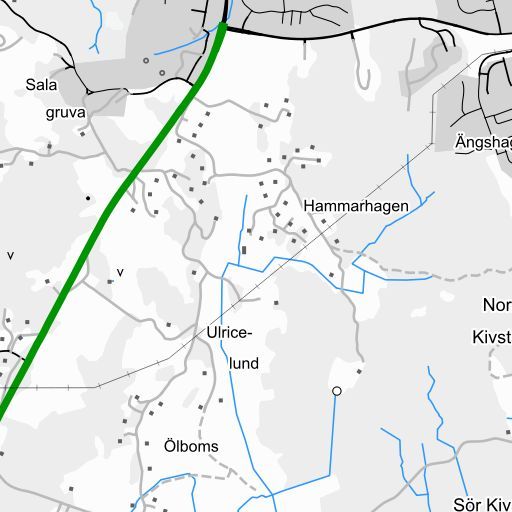 Sala
gruva
Ängshag
Hammarhagen
v
v
Nor
Kivst
Ulrice-
lund
Ölboms
Sör Kiv